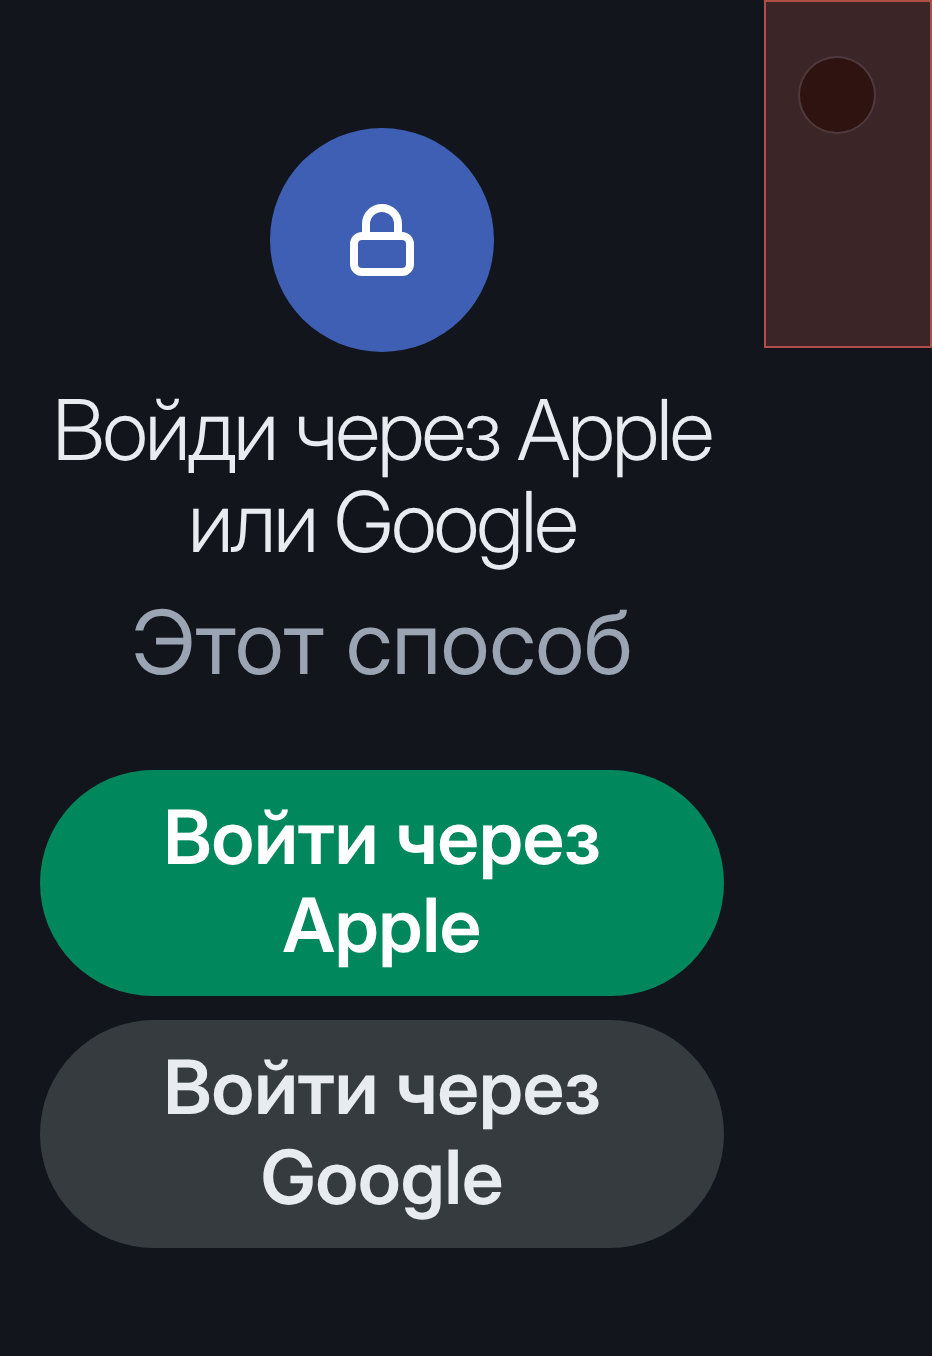 Войди через Apple
или Google
Этот способ
Войти через
Apple
Войти через
Google